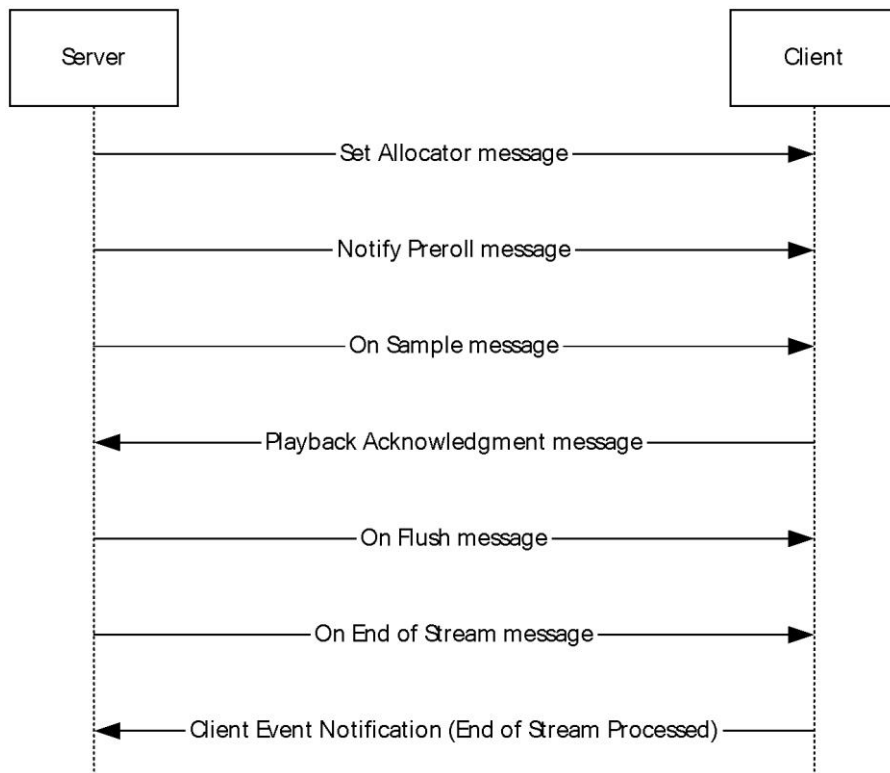 Server
Client
Set Allocator message
Notify Preroll message
On Sample message
Playback Acknowledgment message
On Flush message
On End of Stream message
Client Event Notification (End of Stream Processed)